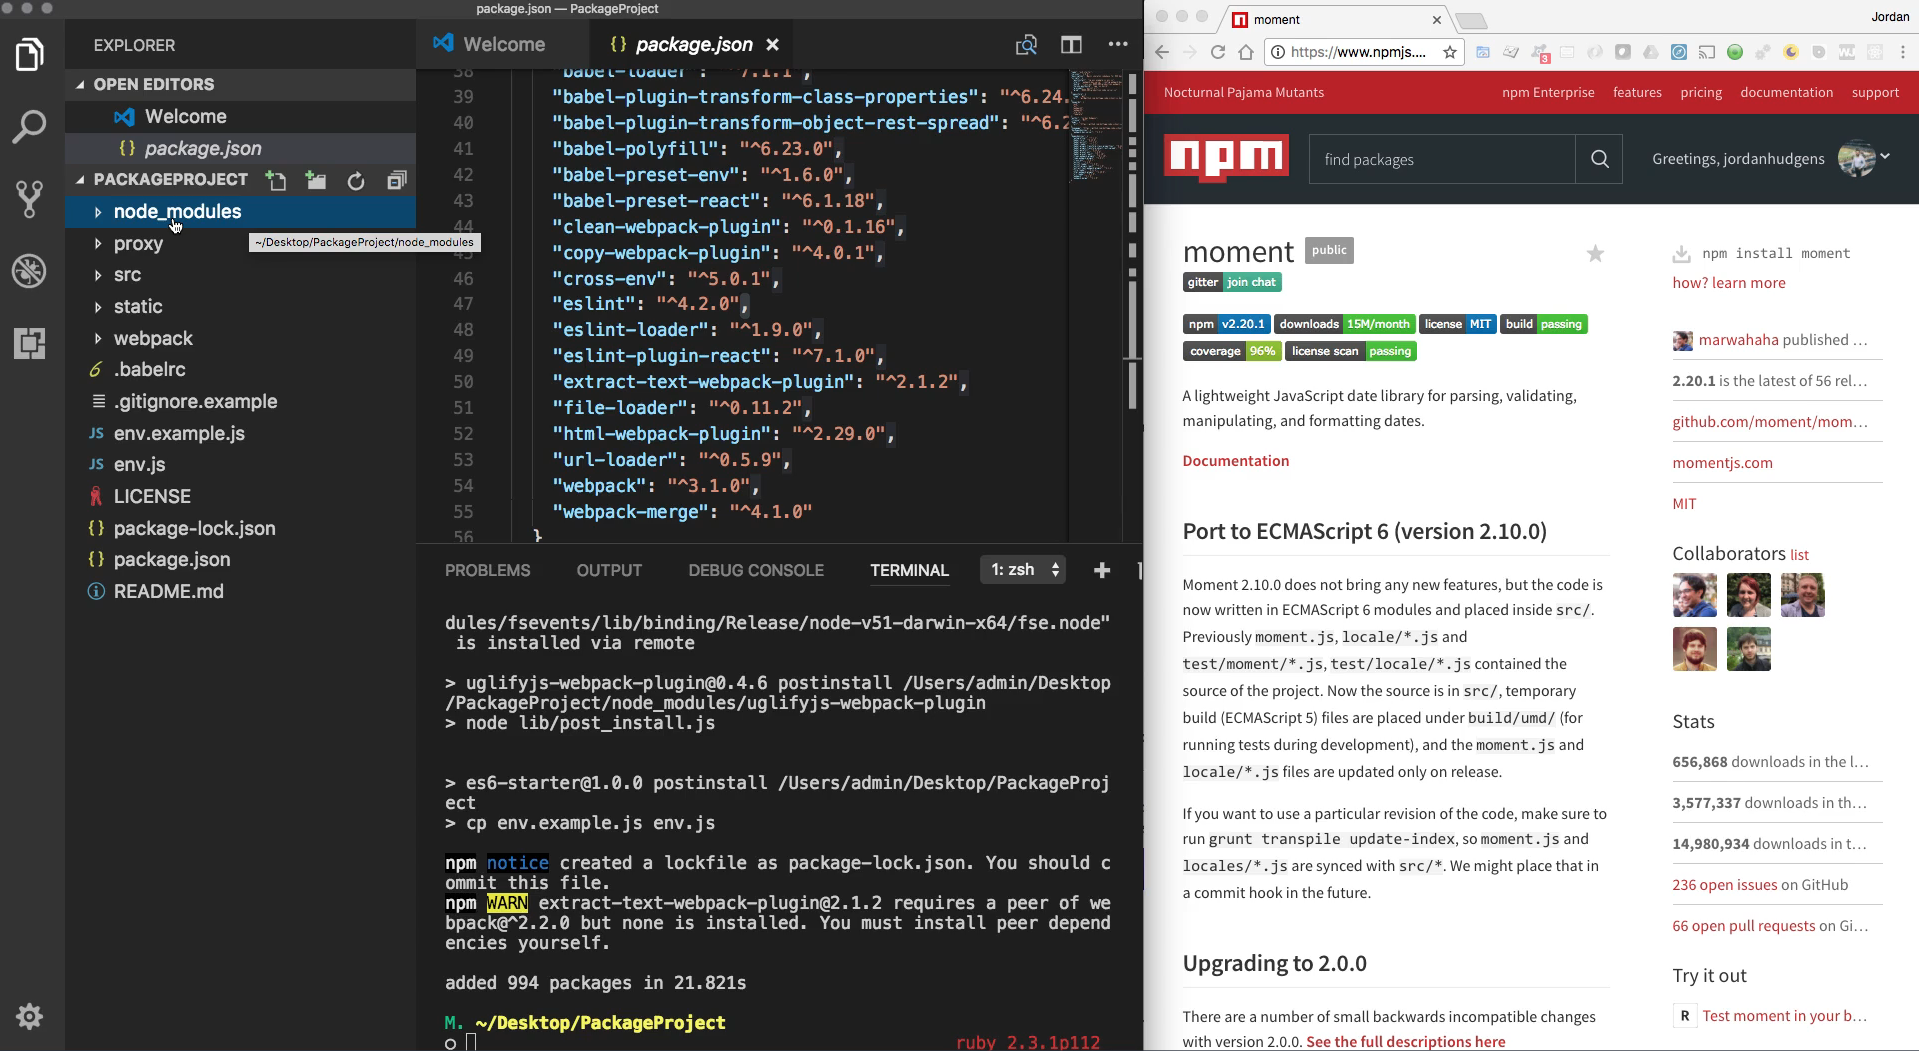 package.json — PackageProject
EXPLORER
OPEN EDITORS
Welcome
{} package.json
PACKAGEPROJECT
node_modules
~/Desktop/PackageProject/node_modules
proxy
src
static
webpack
.babelrc
.gitignore.example
JS env.example.js
JS env.js
LICENSE
{} package-lock.json
{} package.json
README.md
Welcome
{} package.json ×
38 "babel-loader": "^7.1.1",
39 "babel-plugin-transform-class-properties": "^6.24.
40 "babel-plugin-transform-object-rest-spread": "^6.2
41 "babel-polyfill": "^6.23.0",
42 "babel-preset-env": "^1.6.0",
43 "babel-preset-react": "^6.1.18",
44 "clean-webpack-plugin": "^0.1.16",
45 "copy-webpack-plugin": "^4.0.1",
46 "cross-env": "^5.0.1",
47 "eslint": "^4.2.0",
48 "eslint-loader": "^1.9.0",
49 "eslint-plugin-react": "^7.1.0",
50 "extract-text-webpack-plugin": "^2.1.2",
51 "file-loader": "^0.11.2",
52 "html-webpack-plugin": "^2.29.0",
53 "url-loader": "^0.5.9",
54 "webpack": "^3.1.0",
55 "webpack-merge": "^4.1.0"
56 }
PROBLEMS OUTPUT DEBUG CONSOLE TERMINAL 1: zsh
dules/fsevents/lib/binding/Release/node-v51-darwin-x64/fse.node"
is installed via remote
> uglifyjs-webpack-plugin@0.4.6 postinstall /Users/admin/Desktop
/PackageProject/node_modules/uglifyjs-webpack-plugin
> node lib/post_install.js
> es6-starter@1.0.0 postinstall /Users/admin/Desktop/PackageProj
ect
> cp env.example.js env.js
npm notice created a lockfile as package-lock.json. You should c
ommit this file.
npm WARN extract-text-webpack-plugin@2.1.2 requires a peer of we
bpack@^2.2.0 but none is installed. You must install peer depend
encies yourself.
added 994 packages in 21.821s
M. ~/Desktop/PackageProject
ruby 2.3.1p112
moment
Jordan
https://www.npmjs....
3
Nocturnal Pajama Mutants
npm Enterprise features pricing documentation support
npm
find packages
Greetings, jordanhudgens
moment public
gitter join chat
npm v2.20.1 downloads 15M/month license MIT build passing
coverage 96% license scan passing
A lightweight JavaScript date library for parsing, validating,
manipulating, and formatting dates.
Documentation
Port to ECMAScript 6 (version 2.10.0)
Moment 2.10.0 does not bring any new features, but the code is
now written in ECMAScript 6 modules and placed inside src/.
Previously moment.js, locale/*.js and
test/moment/*.js, test/locale/*.js contained the
source of the project. Now the source is in src/, temporary
build (ECMAScript 5) files are placed under build/umd/ (for
running tests during development), and the moment.js and
locale/*.js files are updated only on release.
If you want to use a particular revision of the code, make sure to
run grunt transpile update-index, so moment.js and
locales/*.js are synced with src/*. We might place that in
a commit hook in the future.
Upgrading to 2.0.0
There are a number of small backwards incompatible changes
with version 2.0.0. See the full descriptions here
npm install moment
how? learn more
marwahaha published ...
2.20.1 is the latest of 56 rel...
github.com/moment/mom...
momentjs.com
MIT
Collaborators list
Stats
656,868 downloads in the l...
3,577,337 downloads in th...
14,980,934 downloads in t...
236 open issues on GitHub
66 open pull requests on Gi...
Try it out
R Test moment in your b...